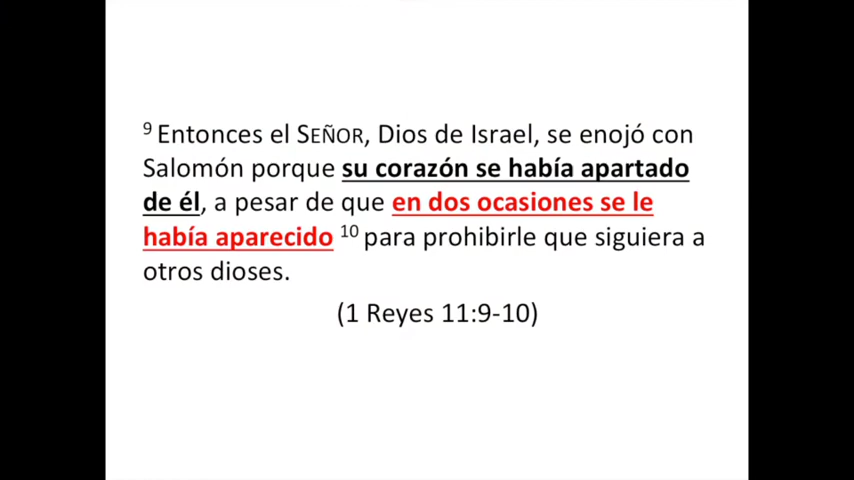 9 Entonces el SEÑOR, Dios de Israel, se enojó con
Salomón porque su corazón se había apartado
de él, a pesar de que en dos ocasiones se le
había aparecido 10 para prohibirle que siguiera a
otros dioses.
(1 Reyes 11:9-10)